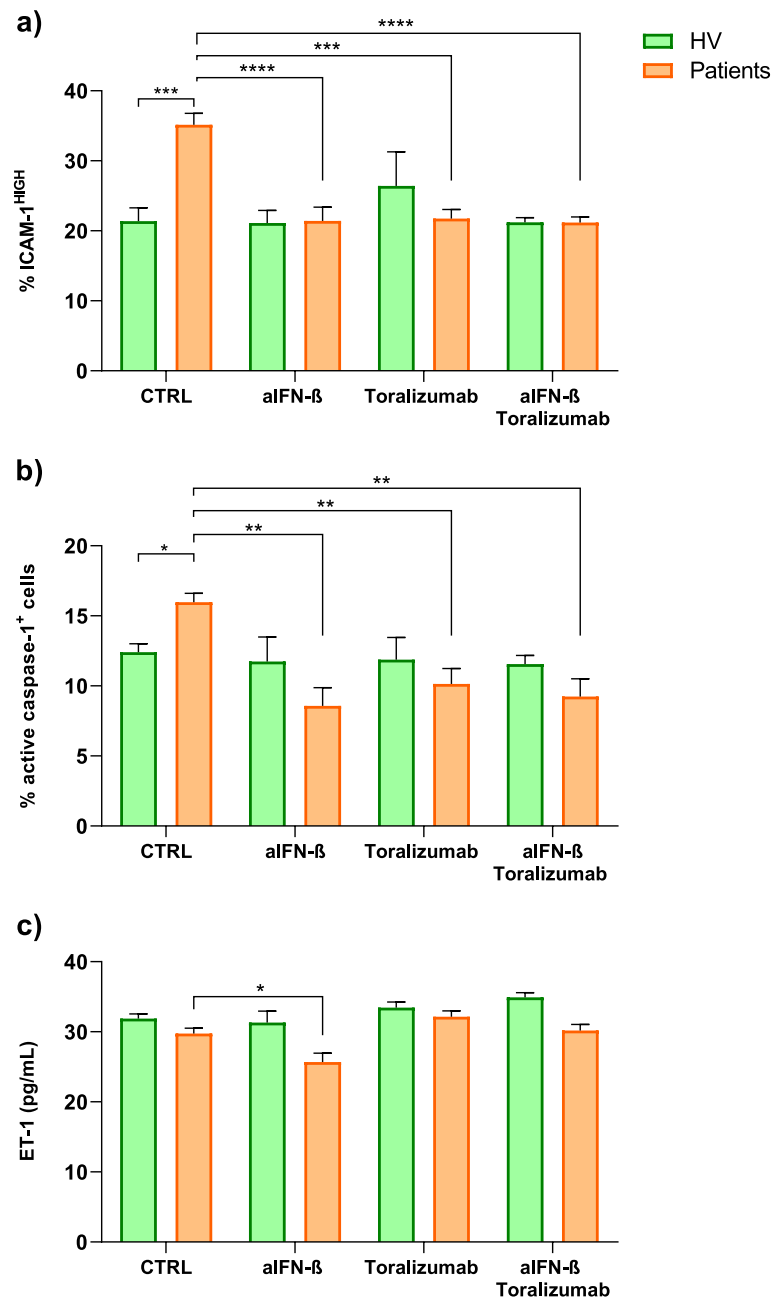 a)
HV
Patients
****
***
****
***
% ICAM-1HIGH
40
30
20
10
0
CTRL
aIFN-ß
Toralizumab
aIFN-ß
Toralizumab
b)
**
**
**
*
% active caspase-1+ cells
20
15
10
5
0
CTRL
aIFN-ß
Toralizumab
aIFN-ß
Toralizumab
c)
*
ET-1 (pg/mL)
40
30
20
10
0
CTRL
aIFN-ß
Toralizumab
aIFN-ß
Toralizumab